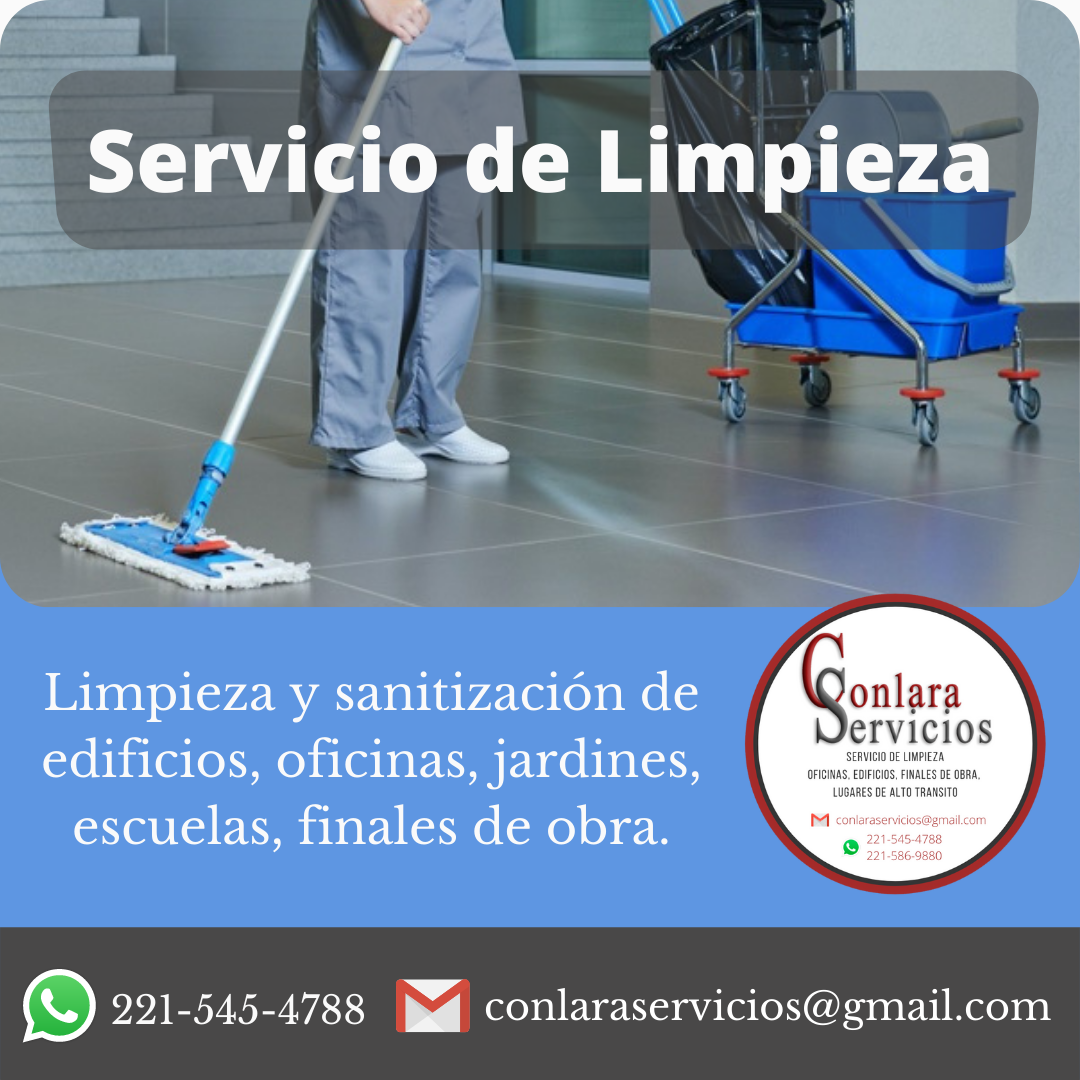 Servicio de Limpieza
Limpieza y sanitización de
edificios, oficinas, jardines,
escuelas, finales de obra.
Conlara
Servicios
SERVICIO DE LIMPIEZA
OFICINAS, EDIFICIOS, FINALES DE OBRA,
LUGARES DE ALTO TRANSITO
conlaraservicios@gmail.com
221-545-4788
221-586-9880
221-545-4788
conlaraservicios@gmail.com